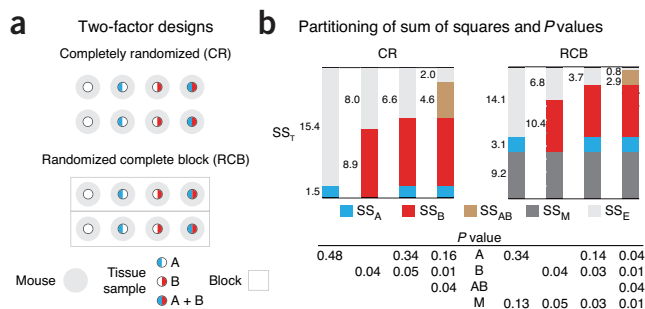 a Two-factor designs
Completely randomized (CR)
Randomized complete block (RCB)
Mouse
Tissue sample
A
B
A + B
Block
b Partitioning of sum of squares and P values
CR RCB
SST
15.4
1.5
8.0
8.9
6.6
2.0
4.6
14.1
3.1
9.2
6.8
10.4
3.7
0.8
2.9
SSA SSB SSAB SSM SSE
P value
0.48 0.34 0.16 A 0.34 0.14 0.04
0.04 0.05 0.01 B 0.04 0.03 0.01
0.04 AB 0.04
M 0.13 0.05 0.03 0.01